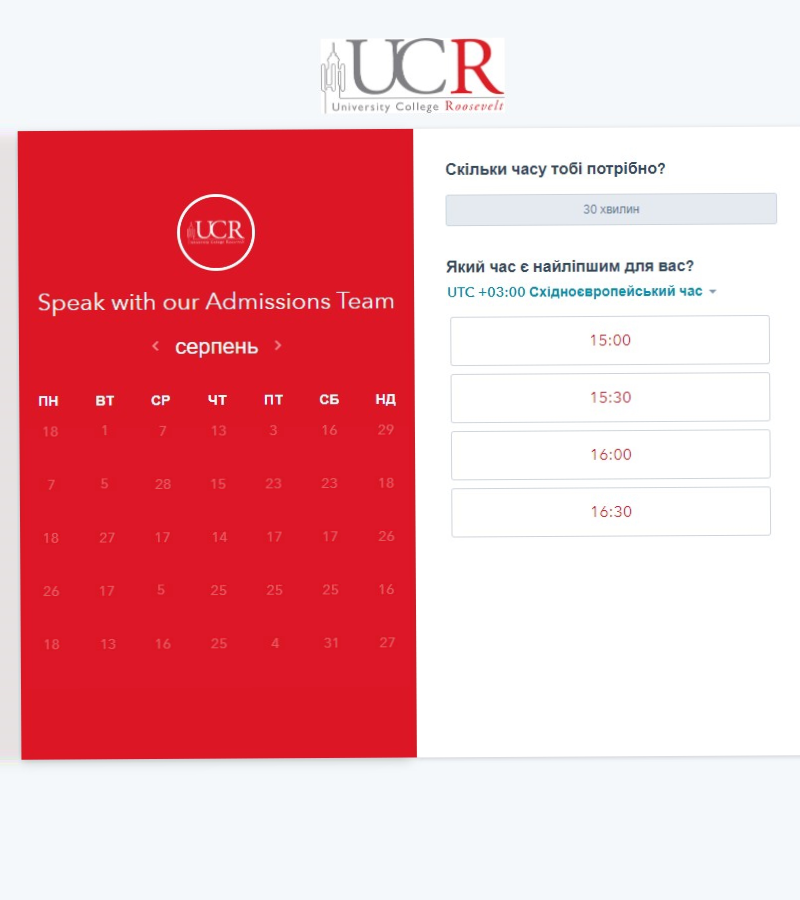 UCR
University College Roosevelt
UCR
University College Roosevelt
Speak with our Admissions Team
серпень
ПН ВТ СР ЧТ ПТ СБ НД
18 1 7 13 3 16 29
7 5 28 15 23 23 18
18 27 17 14 17 17 26
26 17 5 25 25 25 16
18 13 16 25 4 31 27
Скільки часу тобі потрібно?
30 хвилин
Який час є найліпшим для вас?
UTC +03:00 Східноєвропейський час
15:00
15:30
16:00
16:30